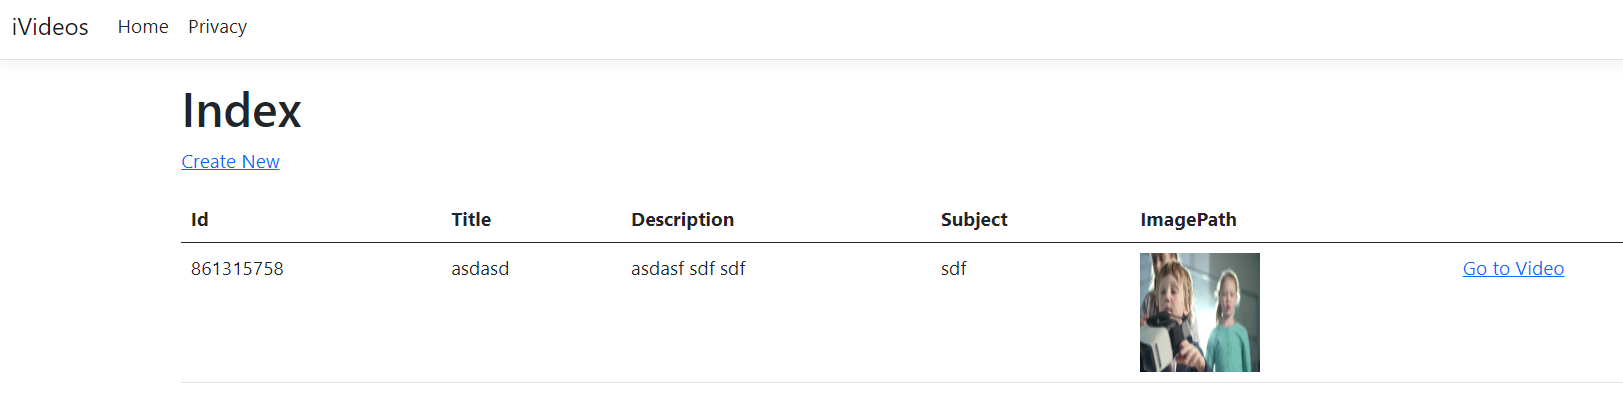 iVideos Home Privacy
Index
Create New
Id Title Description Subject ImagePath
861315758 asdasd asdasf sdf sdf sdf Go to Video